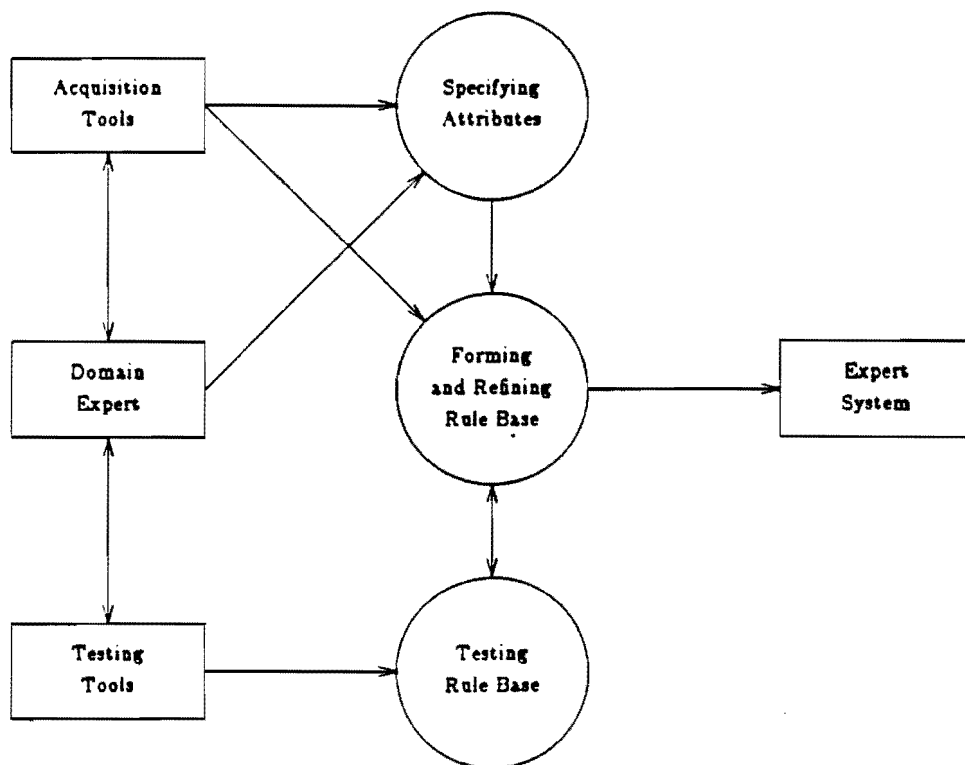 Acquisition
Tools
Specifying
Attributes
Domain
Expert
Forming
and Refining
Rule Base
Expert
System
Testing
Tools
Testing
Rule Base